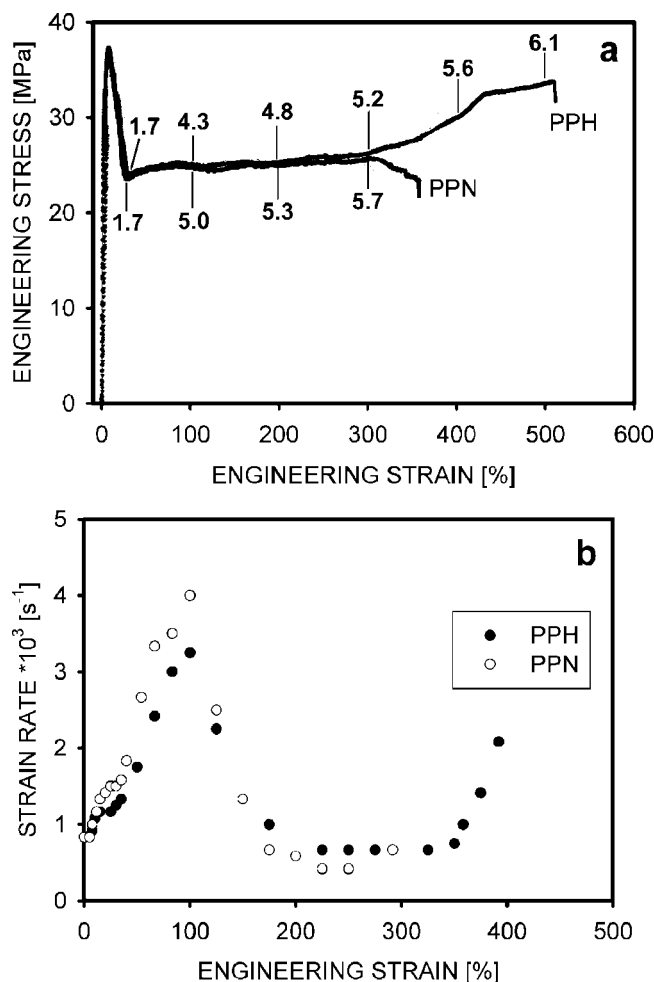 a
ENGINEERING STRESS [MPa]
40
30
20
10
0
1.7
4.3
4.8
5.2
5.6
6.1
PPH
PPN
1.7
5.0
5.3
5.7
0 100 200 300 400 500 600
ENGINEERING STRAIN [%]
b
STRAIN RATE *10³ [s⁻¹]
5
4
3
2
1
0
PPH
PPN
0 100 200 300 400 500
ENGINEERING STRAIN [%]